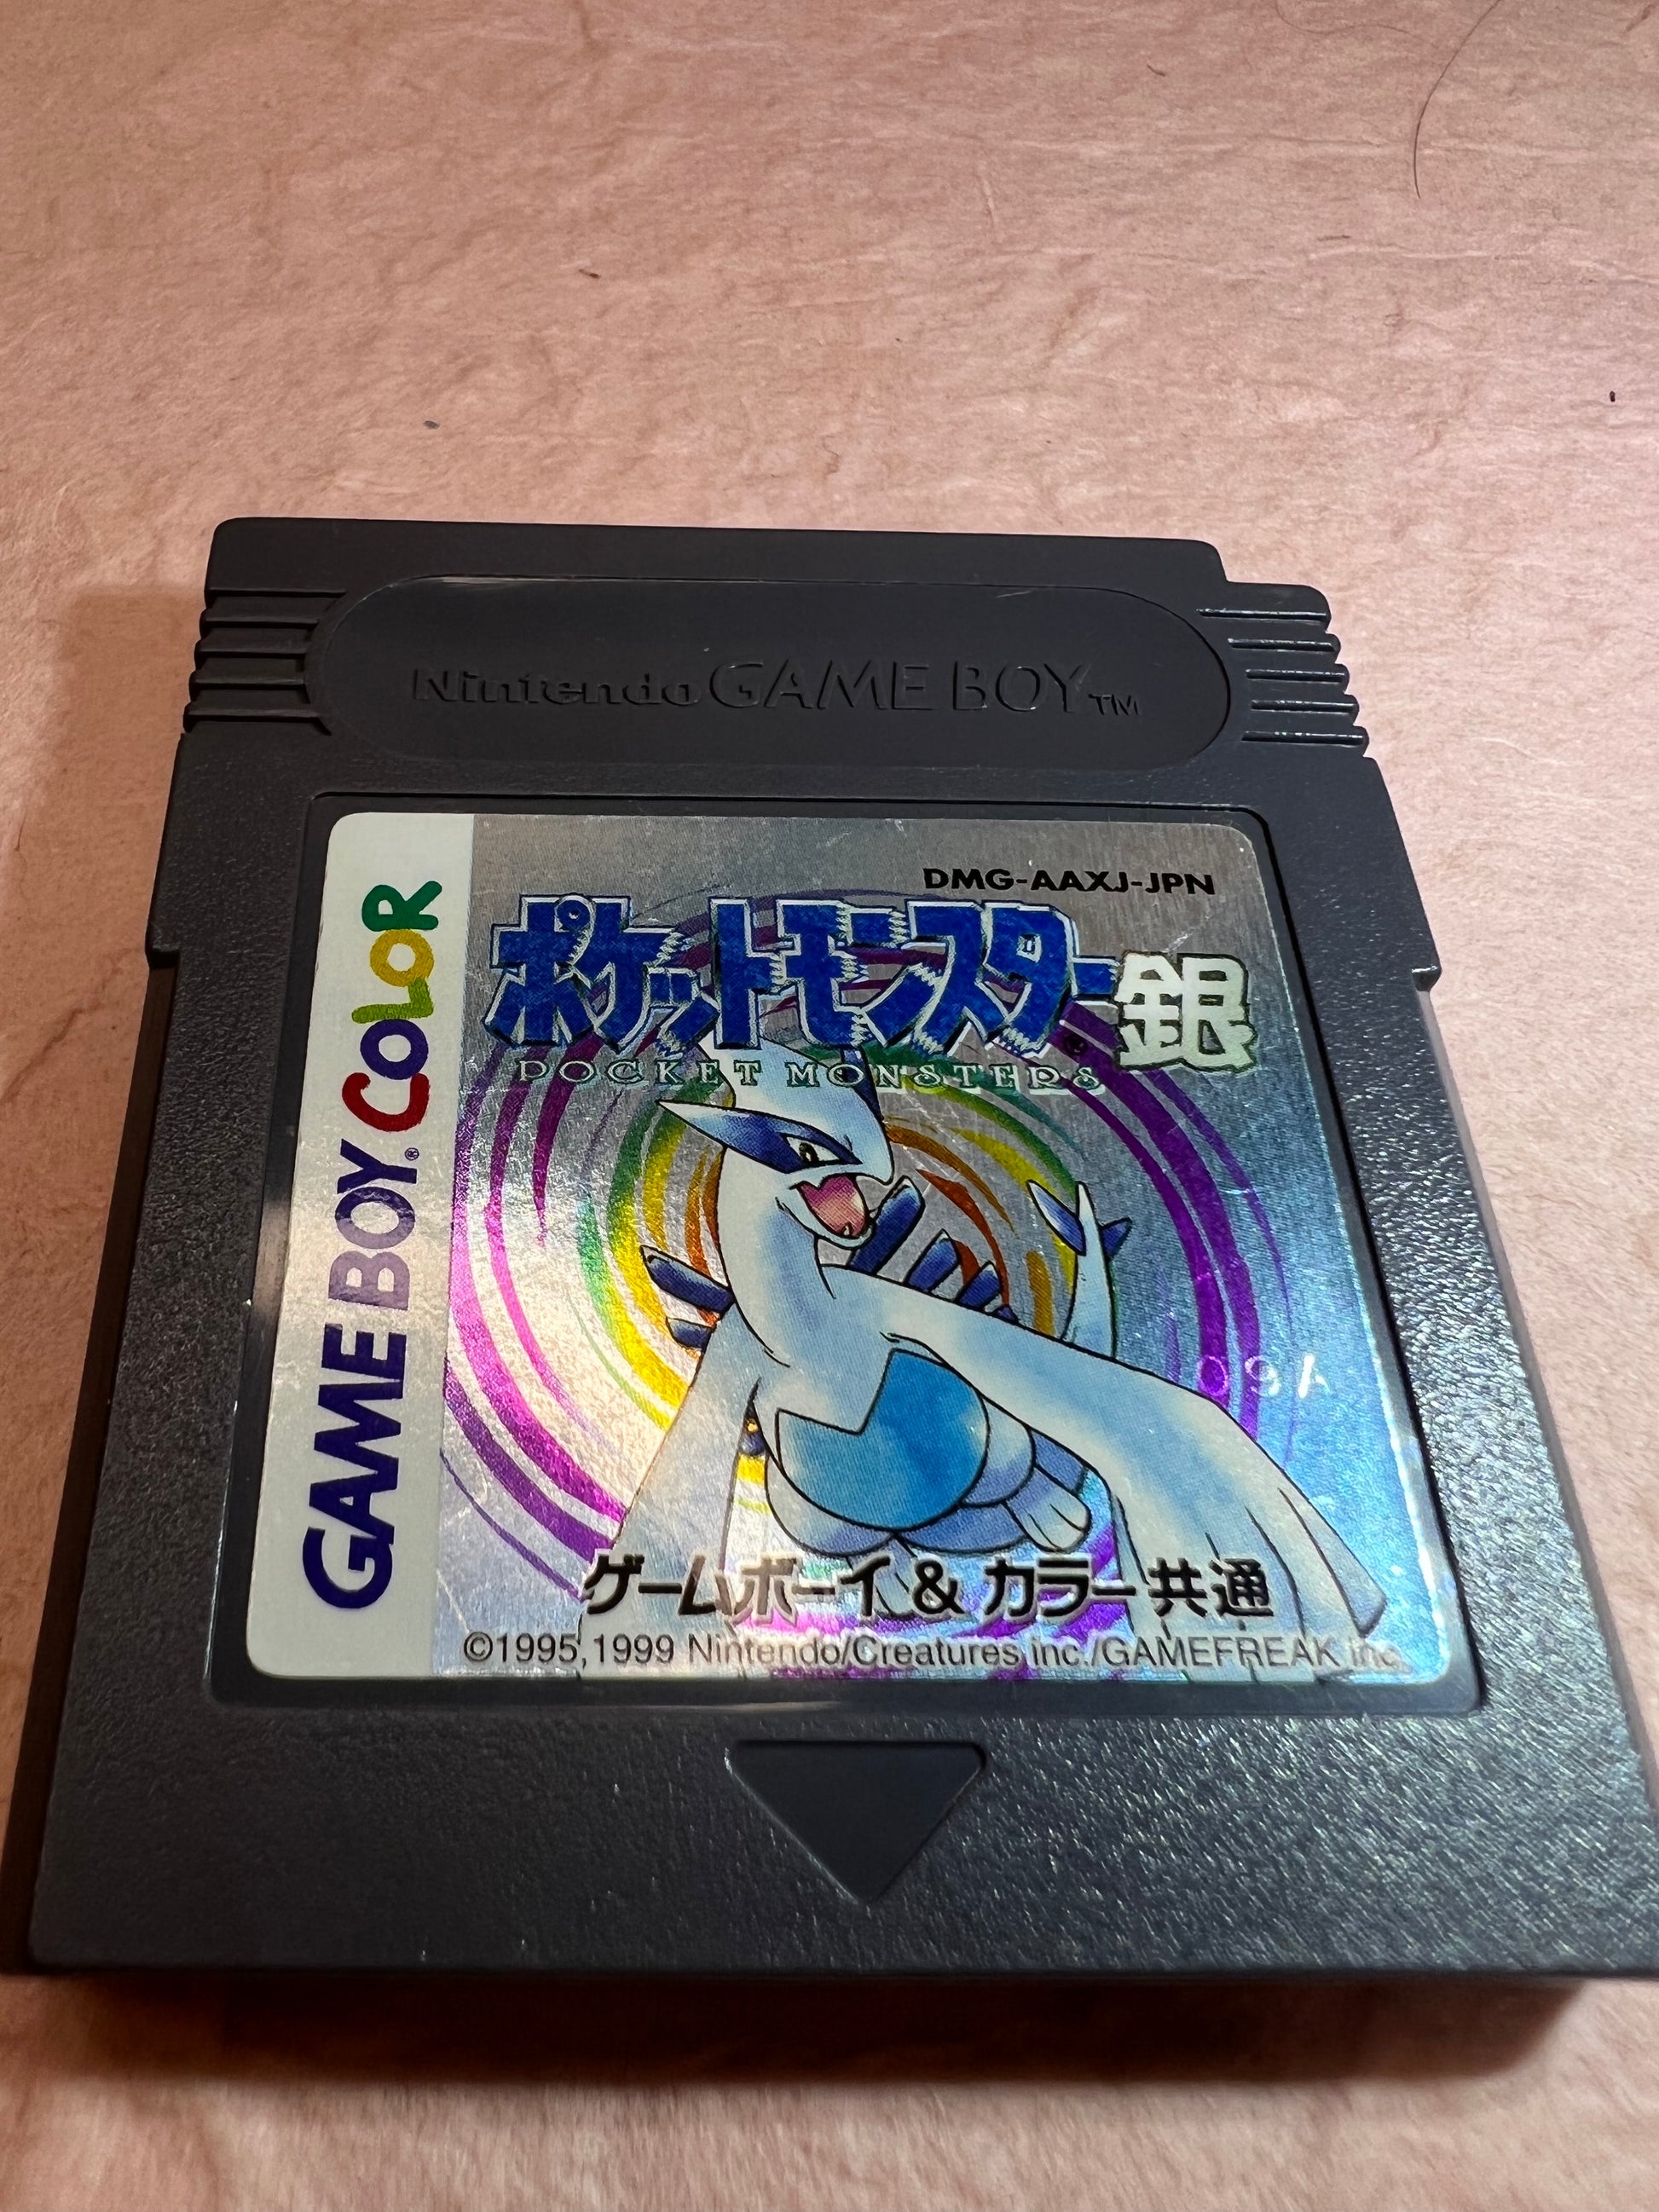 Nintendo GAME BOY™
GAME BOY® COLOR
DMG-AAXJ-JPN
ポケットモンスター銀
POCKET MONSTERS
09A
ゲームボーイ&カラー共通
©1995,1999 Nintendo/Creatures inc./GAMEFREAK inc.